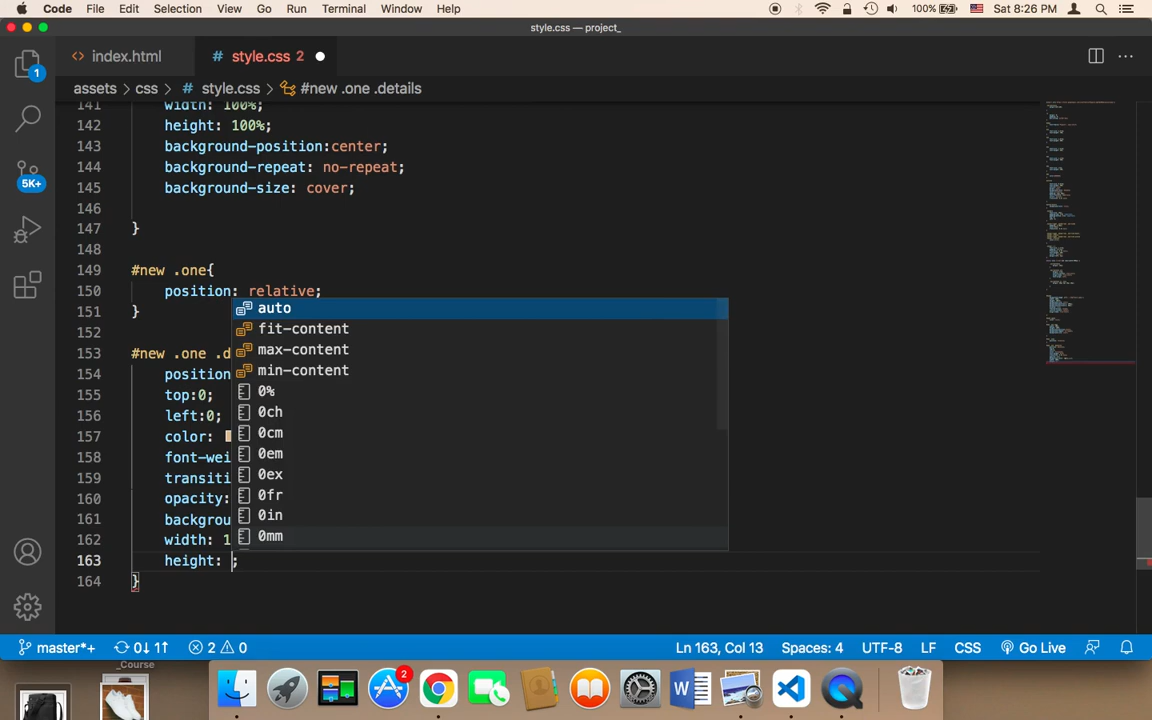 Code File Edit Selection View Go Run Terminal Window Help 100% Sat 8:26 PM
style.css — project_
<> index.html # style.css 2
assets > css > # style.css > #new .one .details
141 width: 100%;
142 height: 100%;
143 background-position:center;
144 background-repeat: no-repeat;
145 background-size: cover;
146
147 }
148
149 #new .one{
150 position: relative;
151 }
152
153 #new .one .d
154 position
155 top:0;
156 left:0;
157 color:
158 font-wei
159 transiti
160 opacity:
161 backgrou
162 width: 1
163 height: ;
164 }
auto
fit-content
max-content
min-content
0%
0ch
0cm
0em
0ex
0fr
0in
0mm
1
5K+
master*+ 0↓ 1↑ 2 0 Ln 163, Col 13 Spaces: 4 UTF-8 LF CSS Go Live
_Course
2